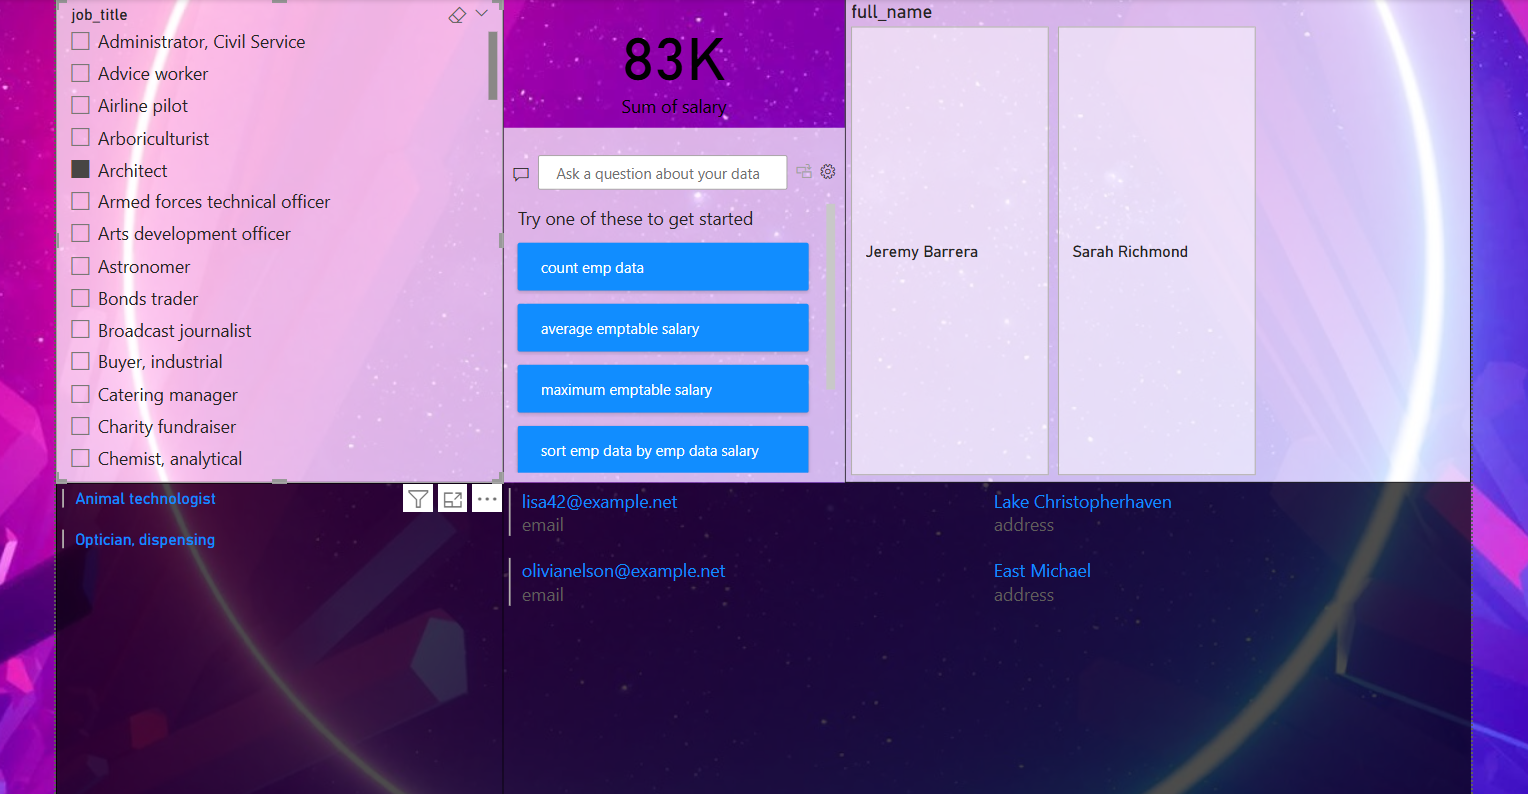 job_title
Administrator, Civil Service
Advice worker
Airline pilot
Arboriculturist
Architect
Armed forces technical officer
Arts development officer
Astronomer
Bonds trader
Broadcast journalist
Buyer, industrial
Catering manager
Charity fundraiser
Chemist, analytical
83K
Sum of salary
Ask a question about your data
Try one of these to get started
count emp data
average emptable salary
maximum emptable salary
sort emp data by emp data salary
full_name
Jeremy Barrera
Sarah Richmond
Animal technologist
Optician, dispensing
lisa42@example.net
email
Lake Christopherhaven
address
olivianelson@example.net
email
East Michael
address